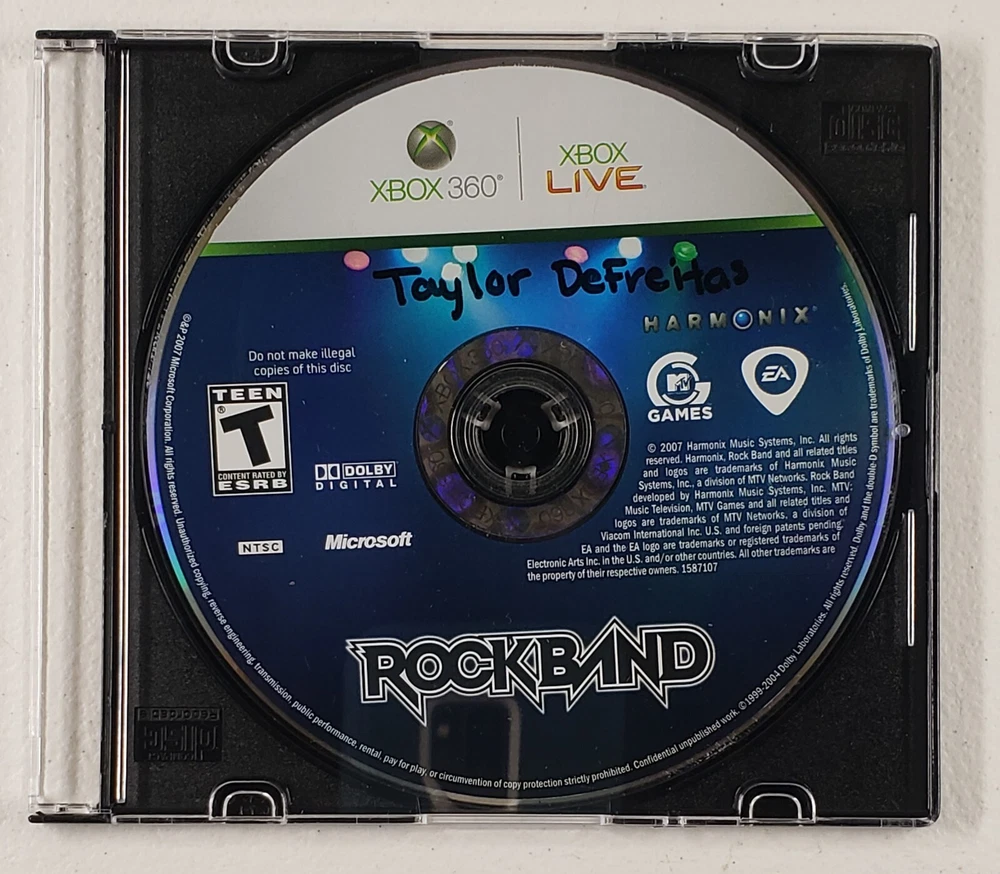 XBOX 360®
XBOX
LIVE
Taylor DeFreitas
HARMONIX
Do not make illegal
copies of this disc
TEEN
T
®
CONTENT RATED BY
ESRB
DOLBY
DIGITAL
NTSC
Microsoft
MTV
G
GAMES
EA
© 2007 Harmonix Music Systems, Inc. All rights
reserved. Harmonix, Rock Band and all related titles
and logos are trademarks of Harmonix Music
Systems, Inc., a division of MTV Networks. Rock Band
developed by Harmonix Music Systems, Inc. MTV:
Music Television, MTV Games and all related titles and
logos are trademarks of MTV Networks, a division of
Viacom International Inc. U.S. and foreign patents pending.
EA and the EA logo are trademarks or registered trademarks of
Electronic Arts Inc. in the U.S. and/or other countries. All other trademarks are
the property of their respective owners. 1587107
ROCKBAND
©&℗ 2007 Microsoft Corporation. All rights reserved. Unauthorized copying, reverse engineering, transmission, public performance, rental, pay for play, or circumvention of copy protection strictly prohibited. Confidential unpublished work. ©1999-2004 Dolby Laboratories. All rights reserved. Dolby and the double-D symbol are trademarks of Dolby Laboratories.
COMPACT
disc